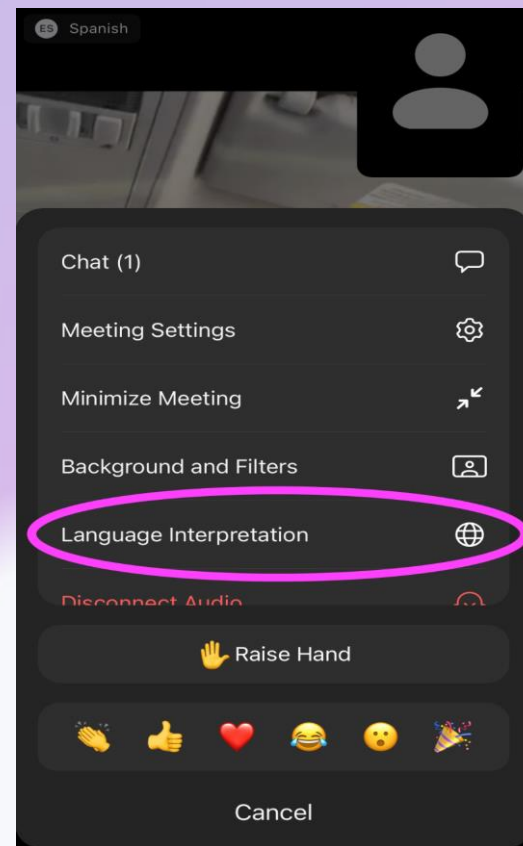 ES Spanish
Chat (1)
Meeting Settings
Minimize Meeting
Background and Filters
Language Interpretation
Disconnect Audio
Raise Hand
Cancel